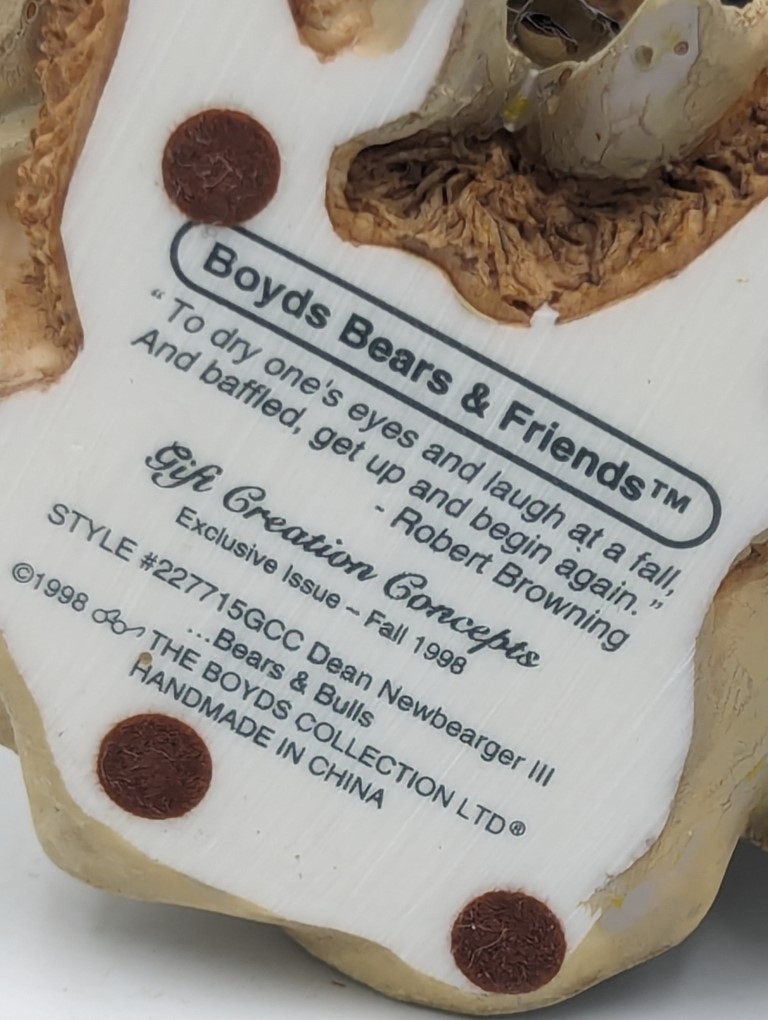 Boyds Bears & Friends™
“To dry one's eyes and laugh at a fall,
And baffled, get up and begin again.”
- Robert Browning
Gift Creation Concepts
Exclusive Issue ~ Fall 1998
STYLE #227715GCC Dean Newbearger III
...Bears & Bulls
©1998 THE BOYDS COLLECTION LTD®
HANDMADE IN CHINA